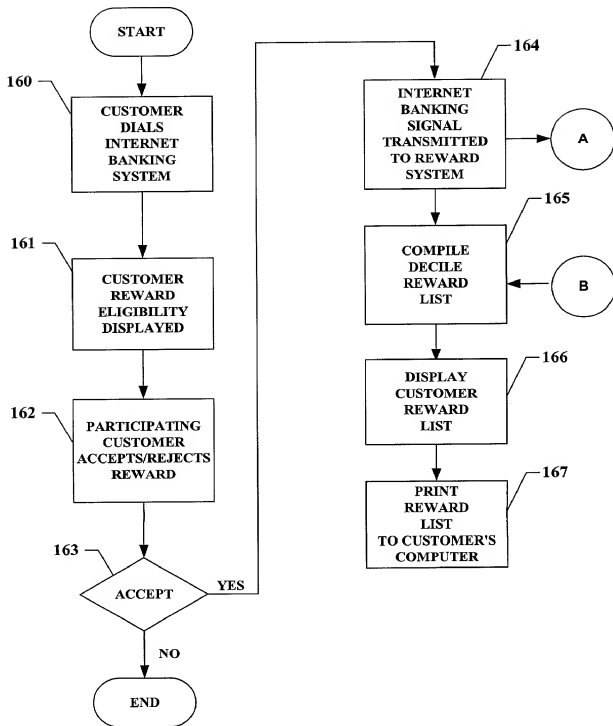 START
160
CUSTOMER
DIALS
INTERNET
BANKING
SYSTEM
161
CUSTOMER
REWARD
ELIGIBILITY
DISPLAYED
162
PARTICIPATING
CUSTOMER
ACCEPTS/REJECTS
REWARD
163
ACCEPT
YES
NO
END
164
INTERNET
BANKING
SIGNAL
TRANSMITTED
TO REWARD
SYSTEM
A
165
COMPILE
DECILE
REWARD
LIST
B
166
DISPLAY
CUSTOMER
REWARD
LIST
167
PRINT
REWARD
LIST
TO CUSTOMER'S
COMPUTER